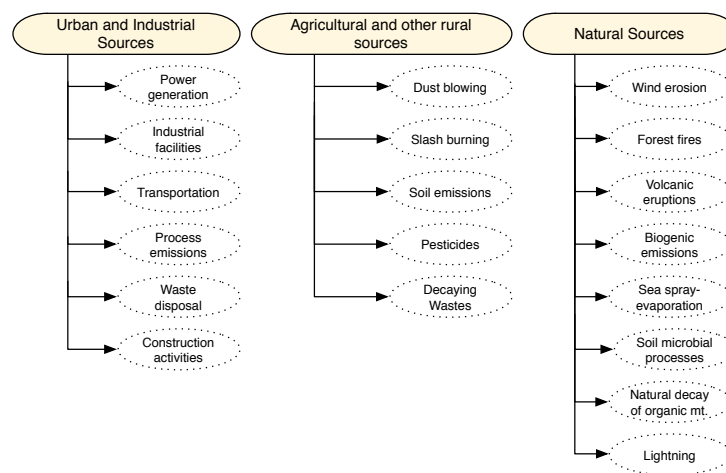 Urban and Industrial
Sources
Power
generation
Industrial
facilities
Transportation
Process
emissions
Waste
disposal
Construction
activities
Agricultural and other rural
sources
Dust blowing
Slash burning
Soil emissions
Pesticides
Decaying
Wastes
Natural Sources
Wind erosion
Forest fires
Volcanic
eruptions
Biogenic
emissions
Sea spray-
evaporation
Soil microbial
processes
Natural decay
of organic mt.
Lightning